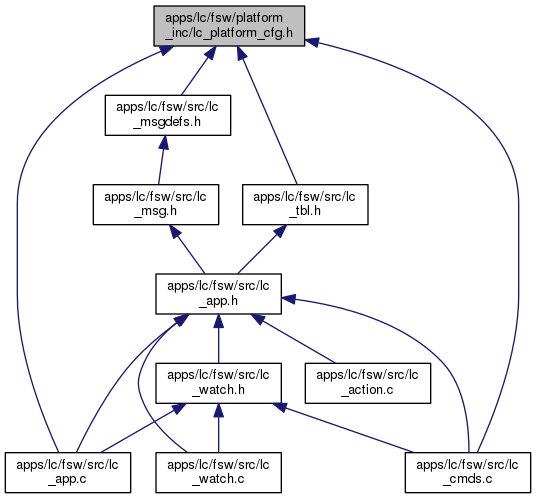 apps/lc/fsw/platform
_inc/lc_platform_cfg.h
apps/lc/fsw/src/lc
_msgdefs.h
apps/lc/fsw/src/lc
_msg.h
apps/lc/fsw/src/lc
_tbl.h
apps/lc/fsw/src/lc
_app.h
apps/lc/fsw/src/lc
_watch.h
apps/lc/fsw/src/lc
_action.c
apps/lc/fsw/src/lc
_app.c
apps/lc/fsw/src/lc
_watch.c
apps/lc/fsw/src/lc
_cmds.c